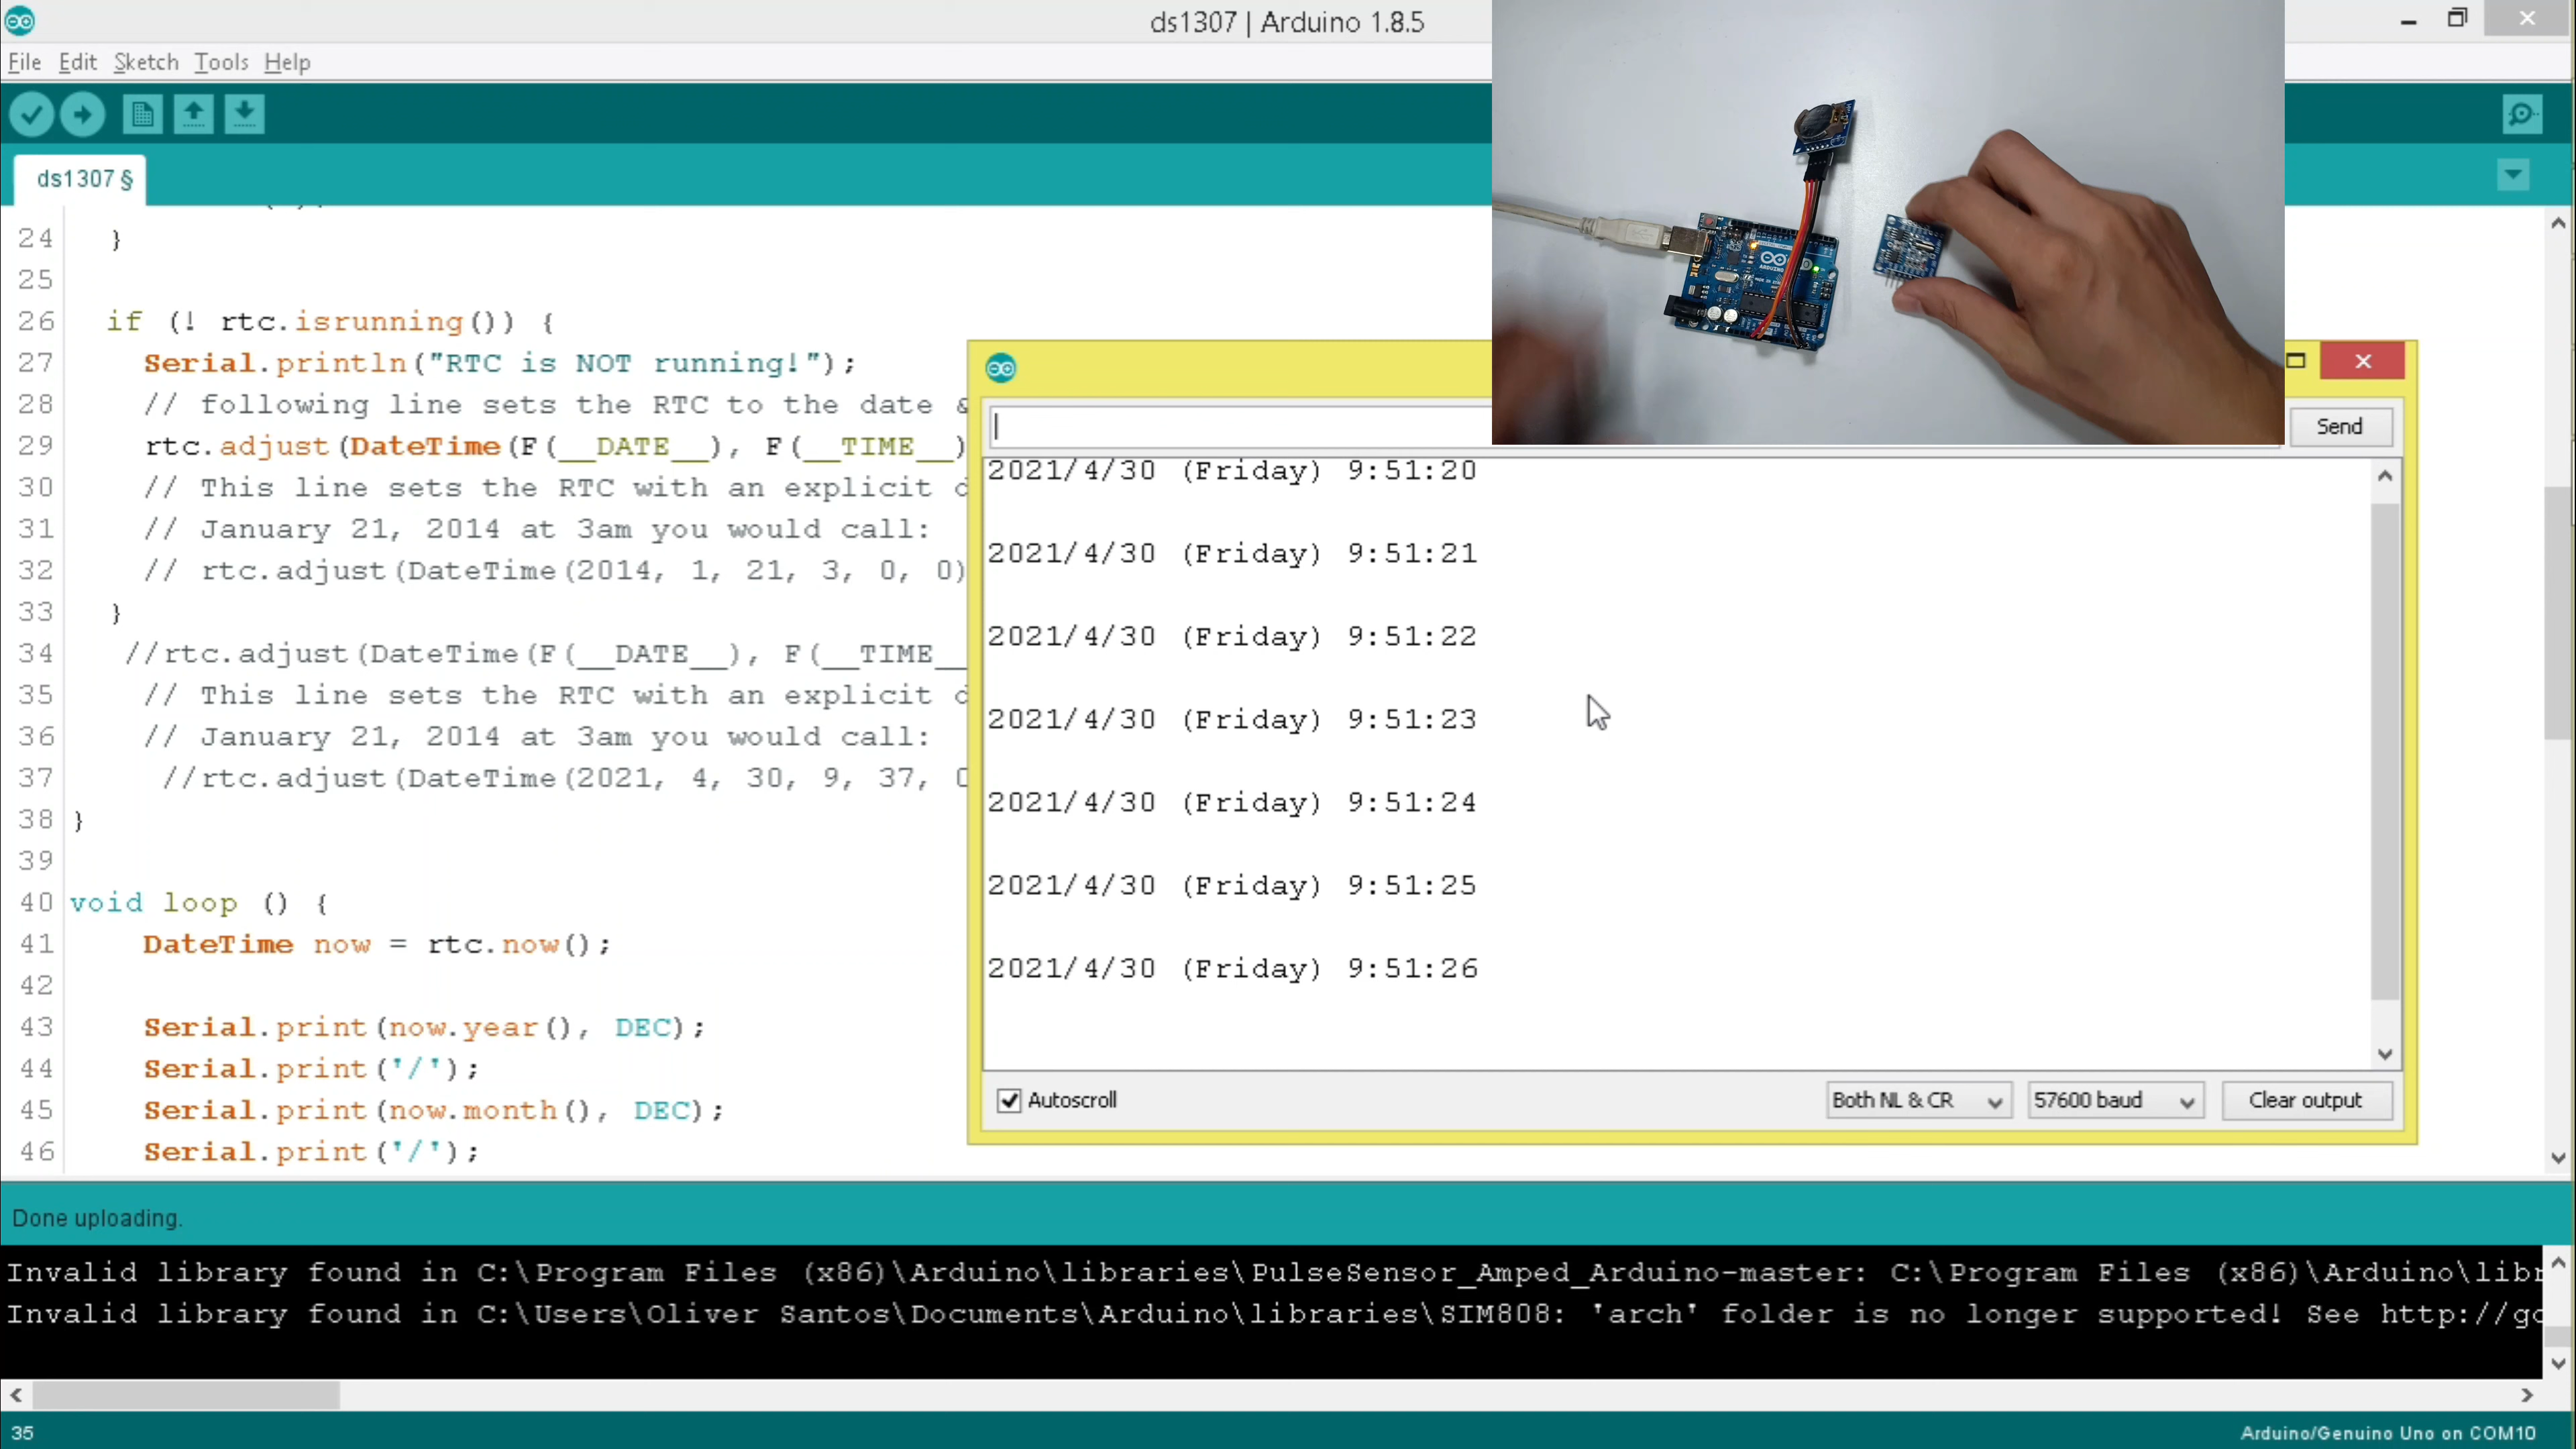 ds1307 | Arduino 1.8.5
File Edit Sketch Tools Help
ds1307 §
24 }
25
26 if (! rtc.isrunning()) {
27 Serial.println("RTC is NOT running!");
28 // following line sets the RTC to the date &
29 rtc.adjust(DateTime(F(__DATE__), F(__TIME__)
30 // This line sets the RTC with an explicit d
31 // January 21, 2014 at 3am you would call:
32 // rtc.adjust(DateTime(2014, 1, 21, 3, 0, 0)
33 }
34 //rtc.adjust(DateTime(F(__DATE__), F(__TIME__
35 // This line sets the RTC with an explicit d
36 // January 21, 2014 at 3am you would call:
37 //rtc.adjust(DateTime(2021, 4, 30, 9, 37, 0
38 }
39
40 void loop () {
41 DateTime now = rtc.now();
42
43 Serial.print(now.year(), DEC);
44 Serial.print('/');
45 Serial.print(now.month(), DEC);
46 Serial.print('/');
ARDUINO
Send
2021/4/30 (Friday) 9:51:20
2021/4/30 (Friday) 9:51:21
2021/4/30 (Friday) 9:51:22
2021/4/30 (Friday) 9:51:23
2021/4/30 (Friday) 9:51:24
2021/4/30 (Friday) 9:51:25
2021/4/30 (Friday) 9:51:26
Autoscroll Both NL & CR 57600 baud Clear output
Done uploading.
Invalid library found in C:\Program Files (x86)\Arduino\libraries\PulseSensor_Amped_Arduino-master: C:\Program Files (x86)\Arduino\libr
Invalid library found in C:\Users\Oliver Santos\Documents\Arduino\libraries\SIM808: 'arch' folder is no longer supported! See http://go
35 Arduino/Genuino Uno on COM10